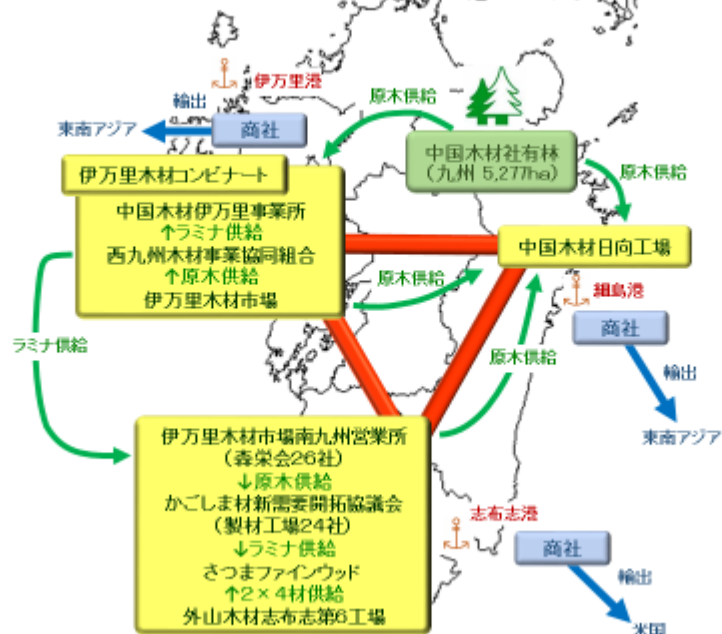 伊万里港
輸出
東南アジア
商社
原木供給
中国木材社有林
(九州 5,277ha)
原木供給
伊万里木材コンビナート
中国木材伊万里事業所
↑ラミナ供給
西九州木材事業協同組合
↑原木供給
伊万里木材市場
中国木材日向工場
原木供給
細島港
商社
輸出
東南アジア
ラミナ供給
原木供給
伊万里木材市場南九州営業所
(森栄会26社)
↓原木供給
かごしま材新需要開拓協議会
(製材工場24社)
↓ラミナ供給
さつまファインウッド
↑2×4材供給
外山木材志布志第6工場
志布志港
商社
輸出
米国